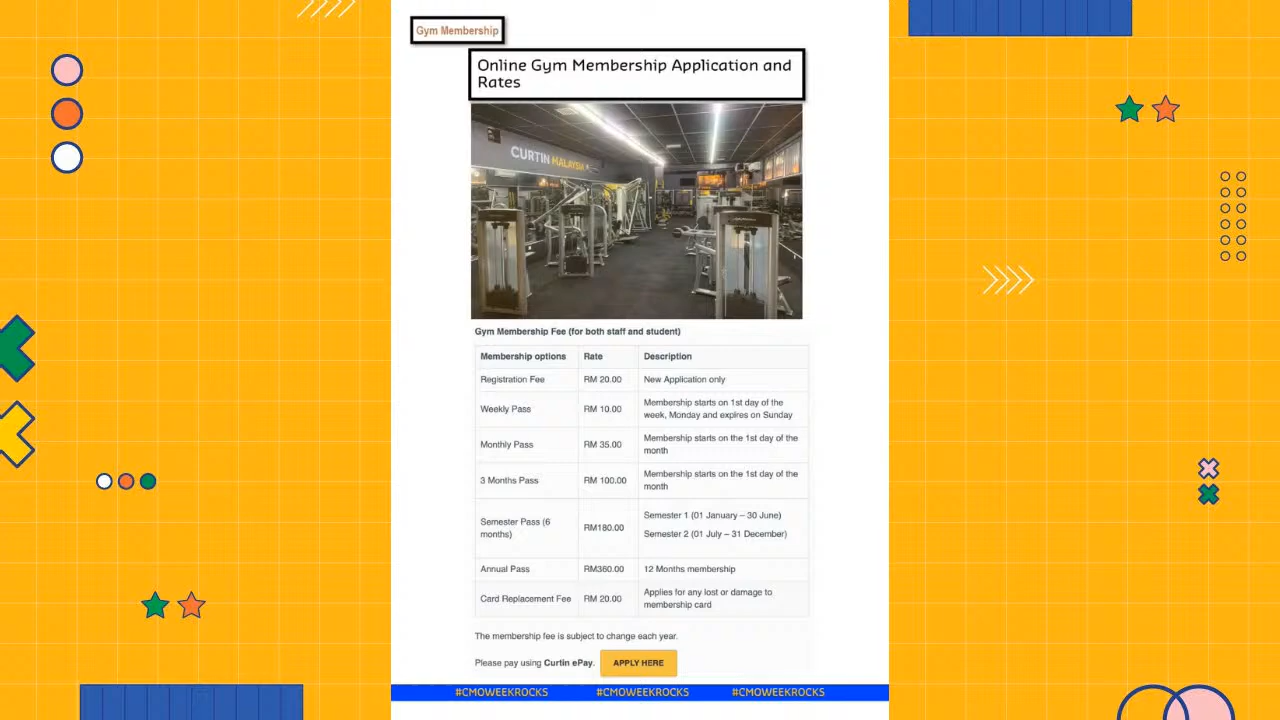 Gym Membership
Online Gym Membership Application and
Rates
CURTIN MALAYSIA
Gym Membership Fee (for both staff and student)
Membership options Rate Description
Registration Fee RM 20.00 New Application only
Weekly Pass RM 10.00 Membership starts on 1st day of the
week, Monday and expires on Sunday
Monthly Pass RM 35.00 Membership starts on the 1st day of the
month
3 Months Pass RM 100.00 Membership starts on the 1st day of the
month
Semester Pass (6
months) RM180.00 Semester 1 (01 January – 30 June)
Semester 2 (01 July – 31 December)
Annual Pass RM360.00 12 Months membership
Card Replacement Fee RM 20.00 Applies for any lost or damage to
membership card
The membership fee is subject to change each year.
Please pay using Curtin ePay. APPLY HERE
#CMOWEEKROCKS #CMOWEEKROCKS #CMOWEEKROCKS